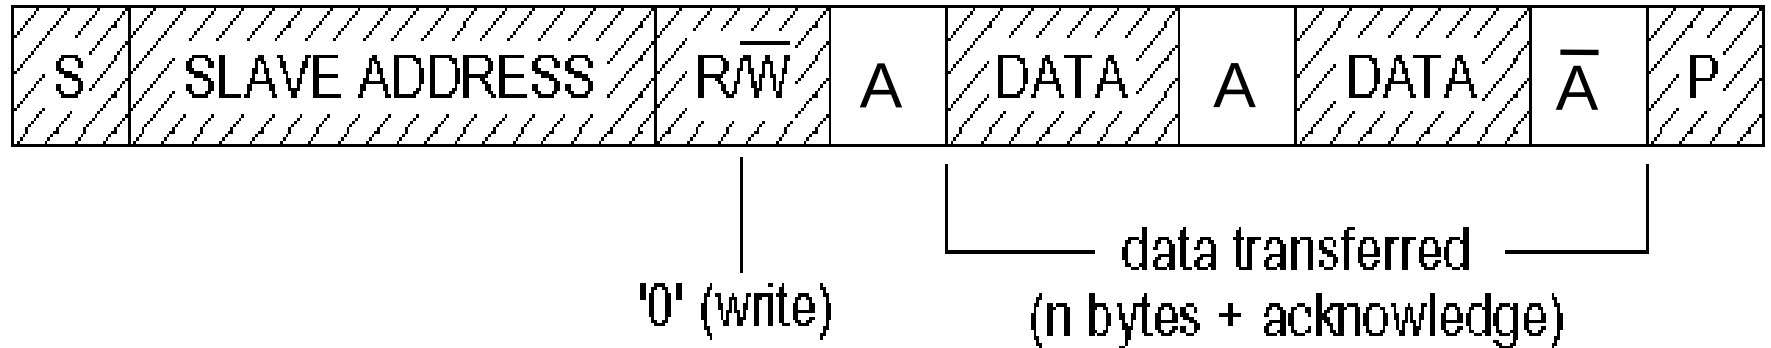 S SLAVE ADDRESS R/W̅ A DATA A DATA A̅ P
data transferred
'0' (write)
(n bytes + acknowledge)